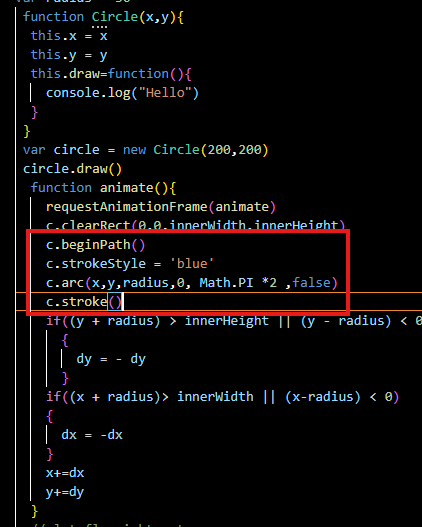 var radius = 30
function Circle(x,y){
this.x = x
this.y = y
this.draw=function(){
console.log("Hello")
}
}
var circle = new Circle(200,200)
circle.draw()
function animate(){
requestAnimationFrame(animate)
c.clearRect(0,0,innerWidth,innerHeight)
c.beginPath()
c.strokeStyle = 'blue'
c.arc(x,y,radius,0, Math.PI *2 ,false)
c.stroke()
if((y + radius) > innerHeight || (y - radius) < 0
{
dy = - dy
}
if((x + radius)> innerWidth || (x-radius) < 0)
{
dx = -dx
}
x+=dx
y+=dy
}